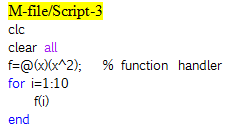 M-file/Script-3
clc
clear all
f=@(x)(x^2); % function handler
for i=1:10
f(i)
end